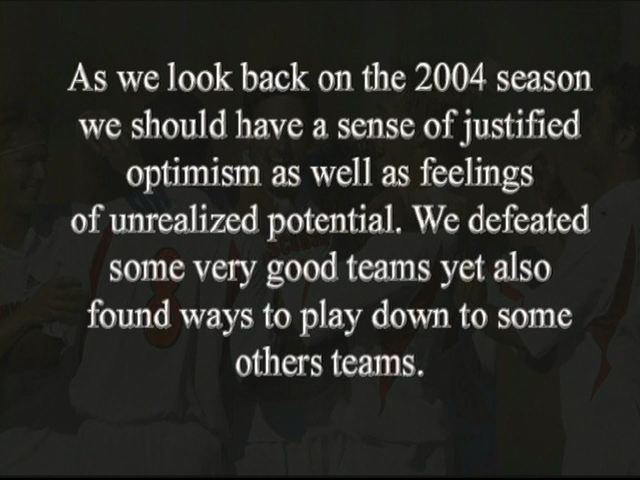 As we look back on the 2004 season
we should have a sense of justified
optimism as well as feelings
of unrealized potential. We defeated
some very good teams yet also
found ways to play down to some
others teams.